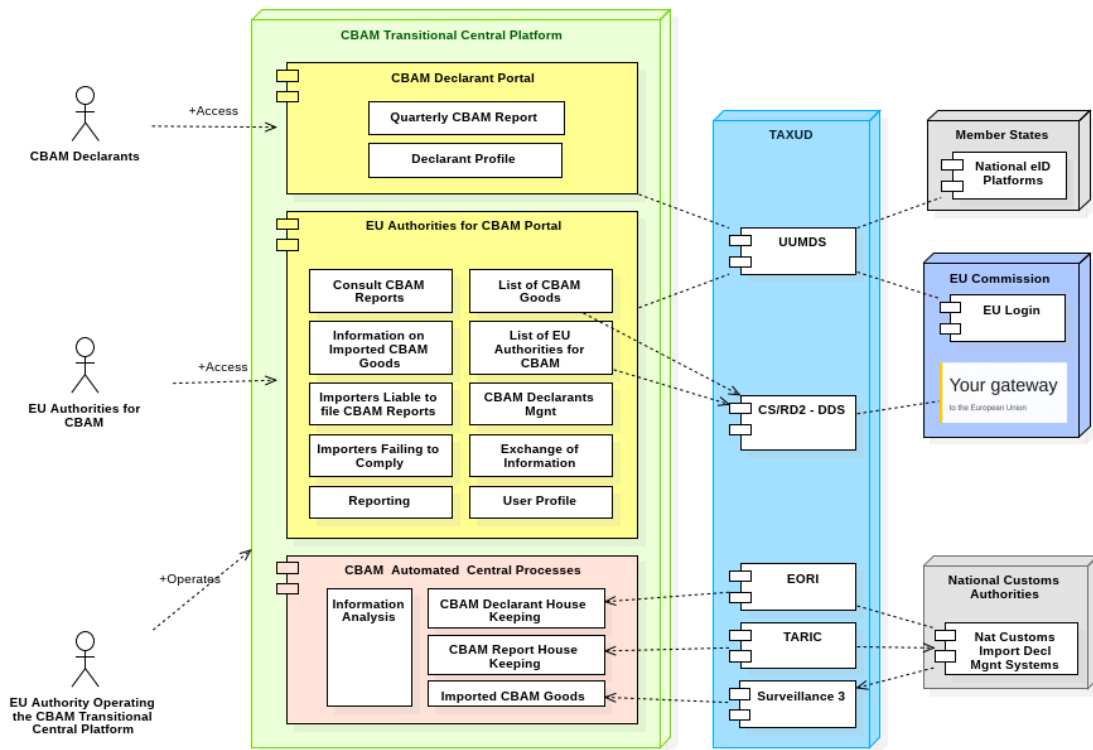 CBAM Transitional Central Platform
CBAM Declarant Portal
Quarterly CBAM Report
Declarant Profile
+Access
CBAM Declarants
EU Authorities for CBAM Portal
Consult CBAM
Reports
List of CBAM
Goods
Information on
Imported CBAM
Goods
List of EU
Authorities for
CBAM
Importers Liable to
file CBAM Reports
CBAM Declarants
Mgnt
Importers Failing to
Comply
Exchange of
Information
Reporting
User Profile
+Access
EU Authorities for
CBAM
CBAM Automated Central Processes
Information
Analysis
CBAM Declarant House
Keeping
CBAM Report House
Keeping
Imported CBAM Goods
+Operates
EU Authority Operating
the CBAM Transitional
Central Platform
TAXUD
UUMDS
CS/RD2 - DDS
EORI
TARIC
Surveillance 3
Member States
National eID
Platforms
EU Commission
EU Login
Your gateway
to the European Union
National Customs
Authorities
Nat Customs
Import Decl
Mgnt Systems